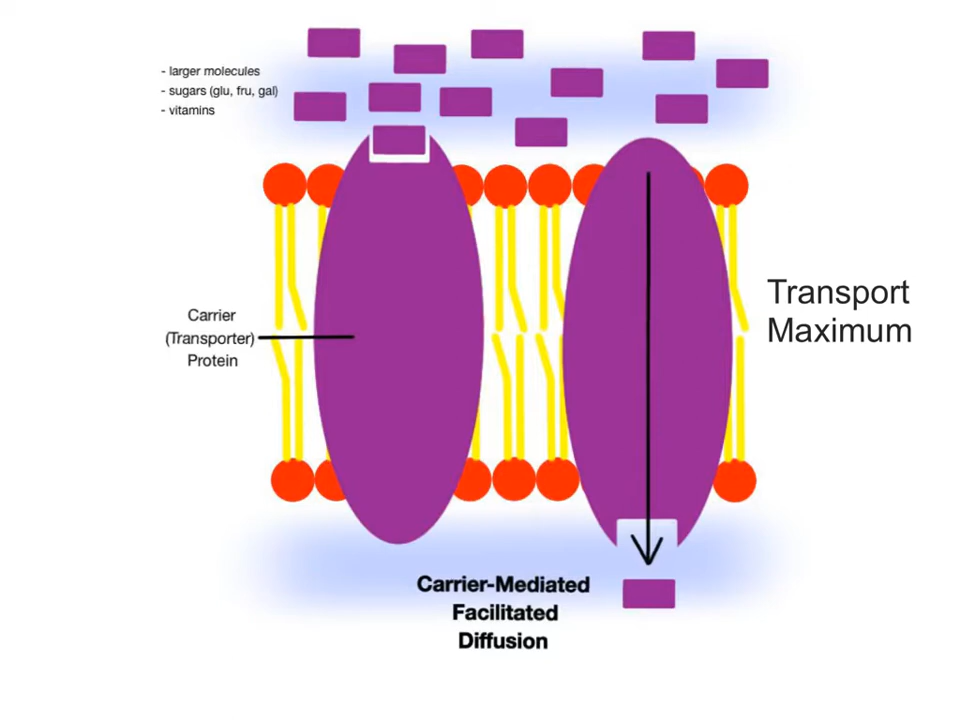 - larger molecules
- sugars (glu, fru, gal)
- vitamins
Transport
Maximum
Carrier
(Transporter)
Protein
Carrier-Mediated
Facilitated
Diffusion